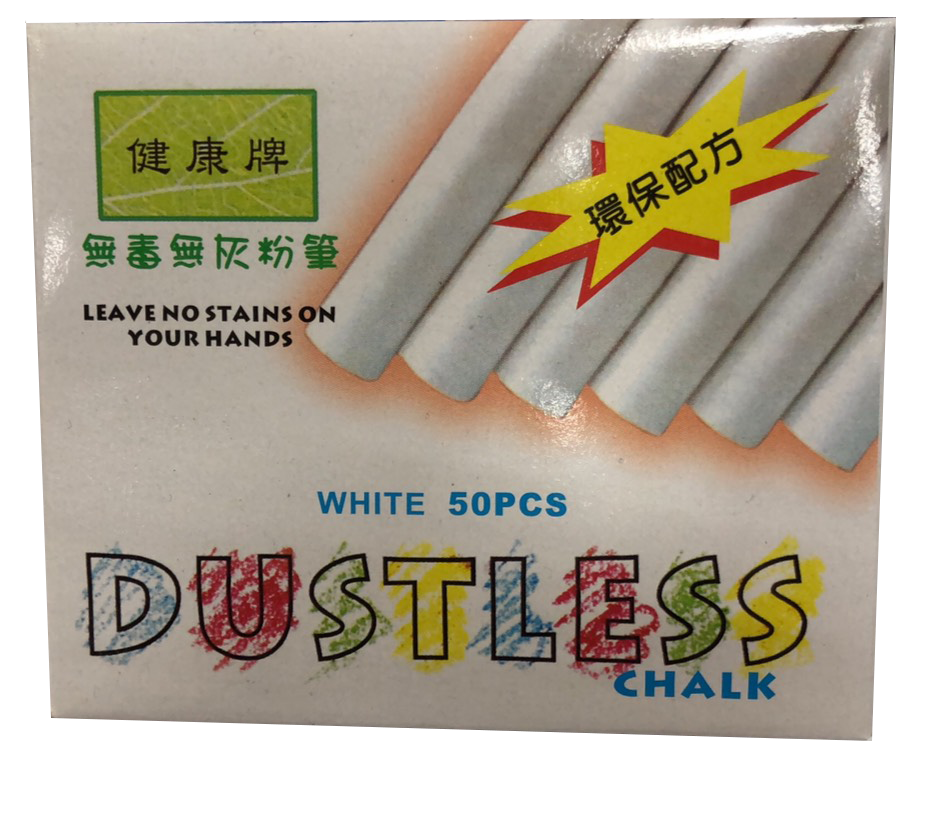 健康牌
環保配方
無毒無灰粉筆
LEAVE NO STAINS ON
YOUR HANDS
WHITE 50PCS
DUSTLESS
CHALK